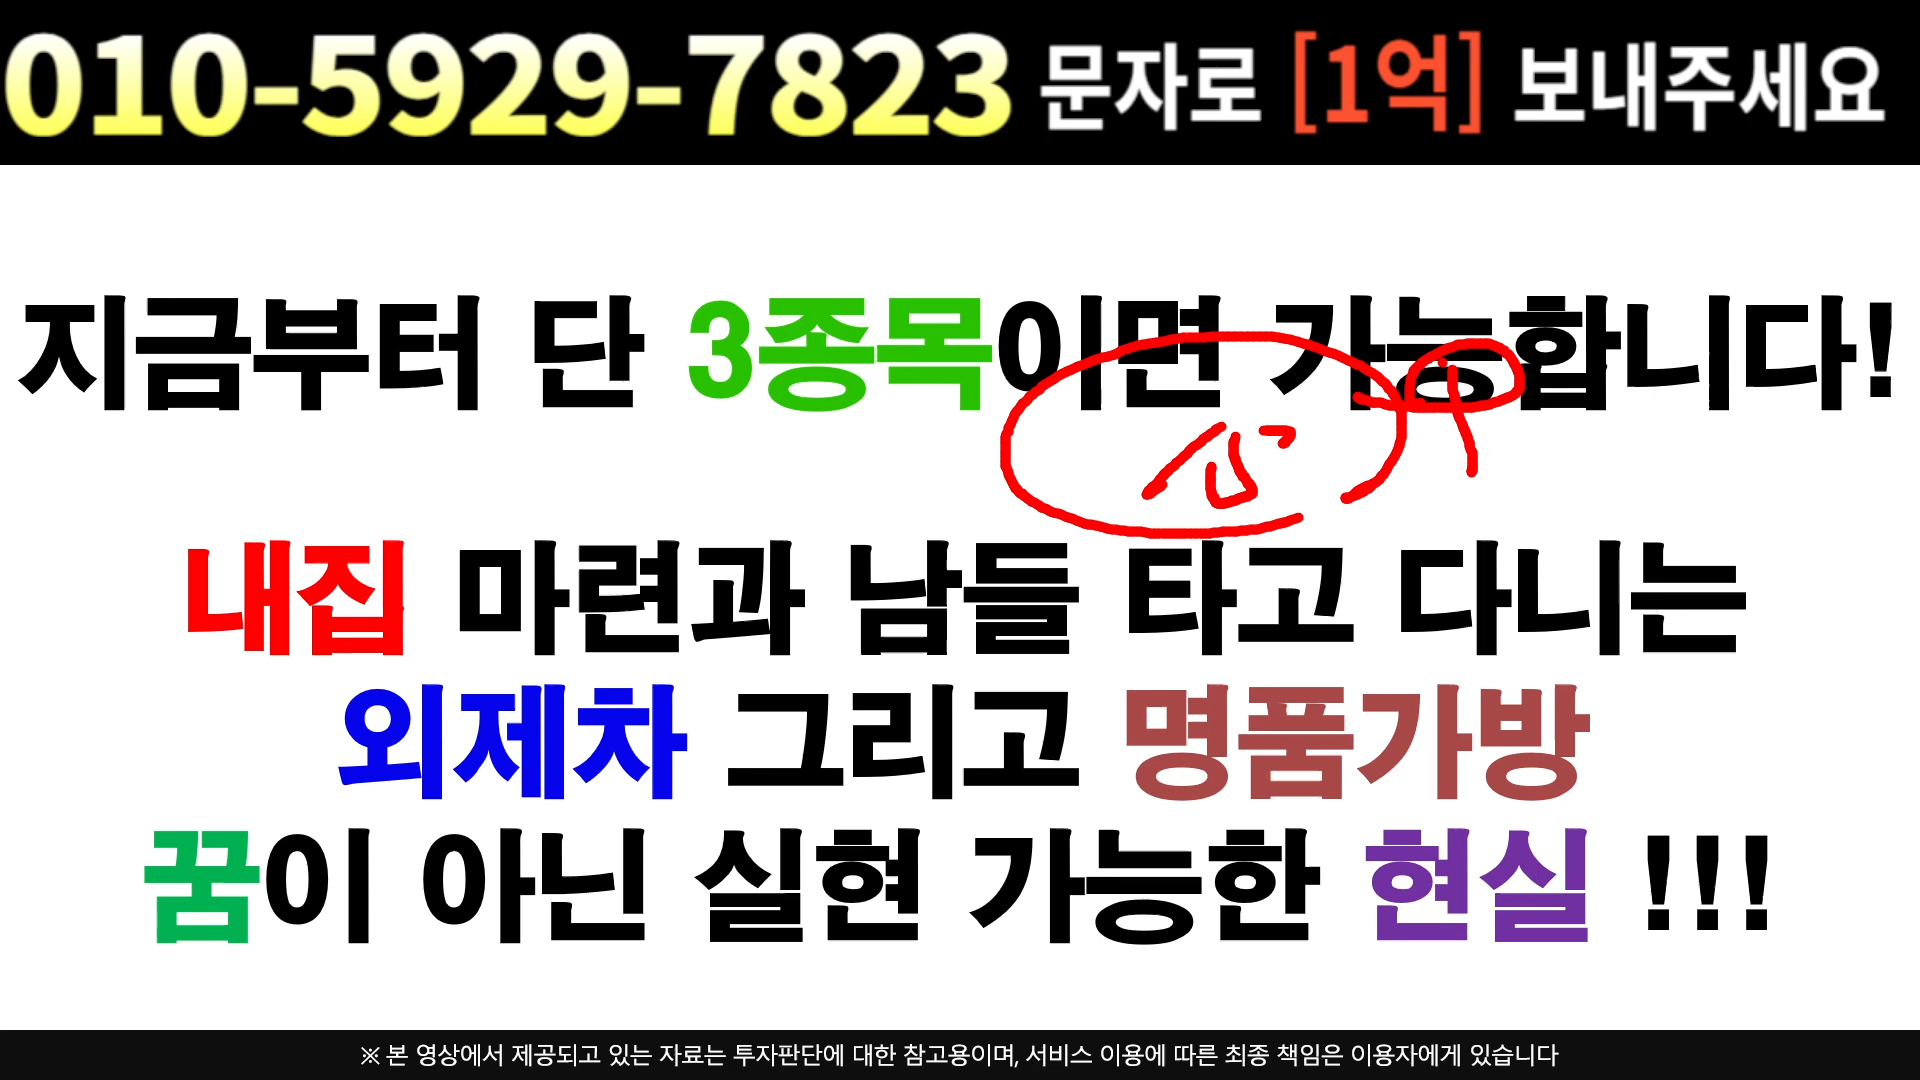 010-5929-7823 문자로 [1억] 보내주세요
지금부터 단 3종목이면 가능합니다!
내집 마련과 남들 타고 다니는
외제차 그리고 명품가방
꿈이 아닌 실현 가능한 현실 !!!
※ 본 영상에서 제공되고 있는 자료는 투자판단에 대한 참고용이며, 서비스 이용에 따른 최종 책임은 이용자에게 있습니다